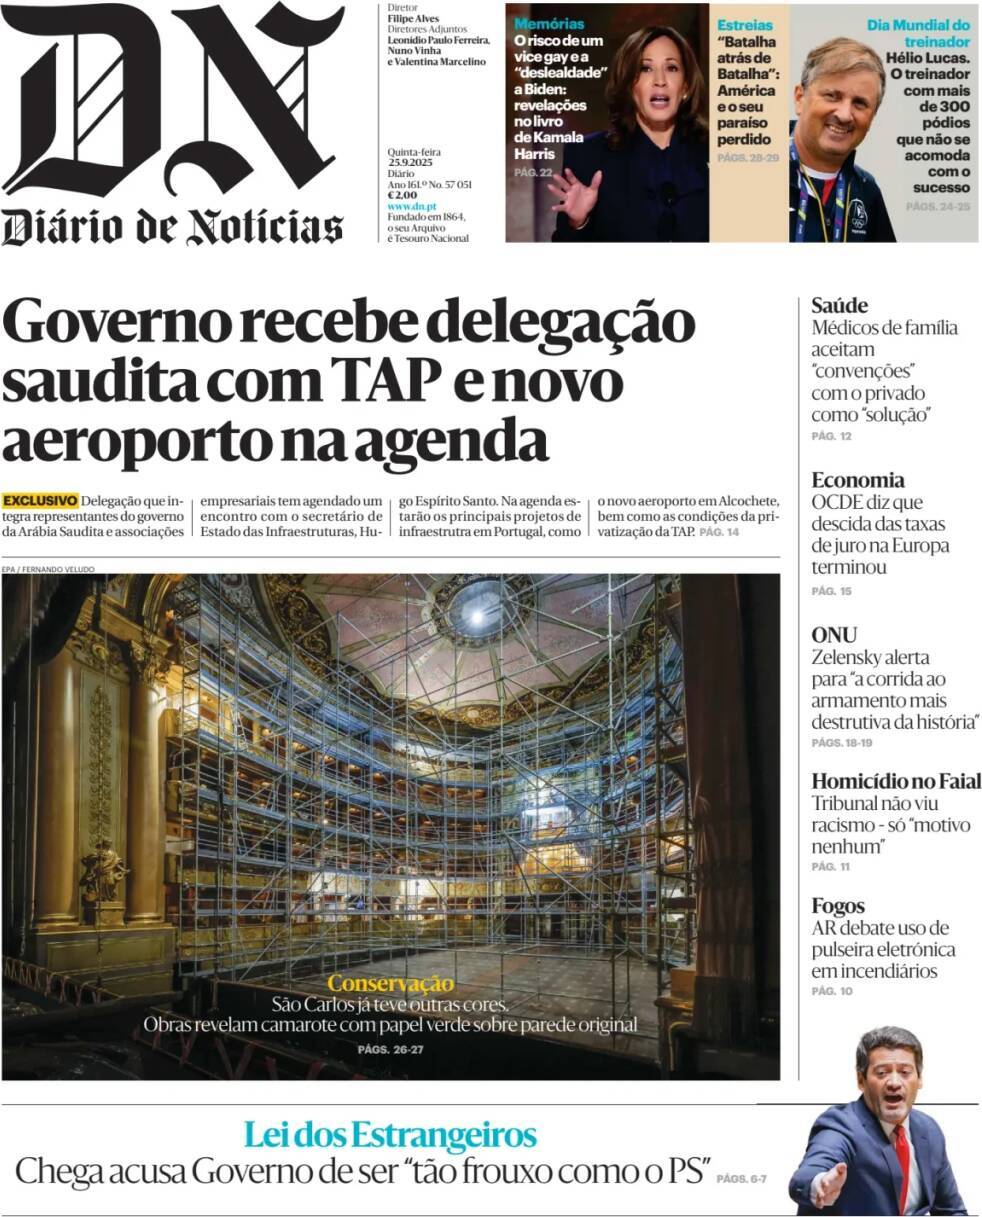 DN
Diário de Notícias
Diretor
Filipe Alves
Diretores Adjuntos
Leonídio Paulo Ferreira,
Nuno Vinha
e Valentina Marcelino
Quinta-feira
25.9.2025
Diário
Ano 161.º No. 57 051
€ 2,00
www.dn.pt
Fundado em 1864,
o seu Arquivo
é Tesouro Nacional
Memórias
O risco de um
vice gay e a
“deslealdade”
a Biden:
revelações
no livro
de Kamala
Harris
PÁG. 22
Estreias
“Batalha
atrás de
Batalha”:
América
e o seu
paraíso
perdido
PÁGS. 28-29
Dia Mundial do
treinador
Hélio Lucas.
O treinador
com mais
de 300
pódios
que não se
acomoda
com o
sucesso
PÁGS. 24-25
Governo recebe delegação
saudita com TAP e novo
aeroporto na agenda
EXCLUSIVO Delegação que in-
tegra representantes do governo
da Arábia Saudita e associações
empresariais tem agendado um
encontro com o secretário de
Estado das Infraestruturas, Hu-
go Espírito Santo. Na agenda es-
tarão os principais projetos de
infraestrutra em Portugal, como
o novo aeroporto em Alcochete,
bem como as condições da pri-
vatização da TAP. PÁG. 14
EPA / FERNANDO VELUDO
Conservação
São Carlos já teve outras cores.
Obras revelam camarote com papel verde sobre parede original
PÁGS. 26-27
Saúde
Médicos de família
aceitam
“convenções”
com o privado
como “solução”
PÁG. 12
Economia
OCDE diz que
descida das taxas
de juro na Europa
terminou
PÁG. 15
ONU
Zelensky alerta
para “a corrida ao
armamento mais
destrutiva da história”
PÁGS. 18-19
Homicídio no Faial
Tribunal não viu
racismo - só “motivo
nenhum”
PÁG. 11
Fogos
AR debate uso de
pulseira eletrónica
em incendiários
PÁG. 10
Lei dos Estrangeiros
Chega acusa Governo de ser “tão frouxo como o PS” PÁGS. 6-7